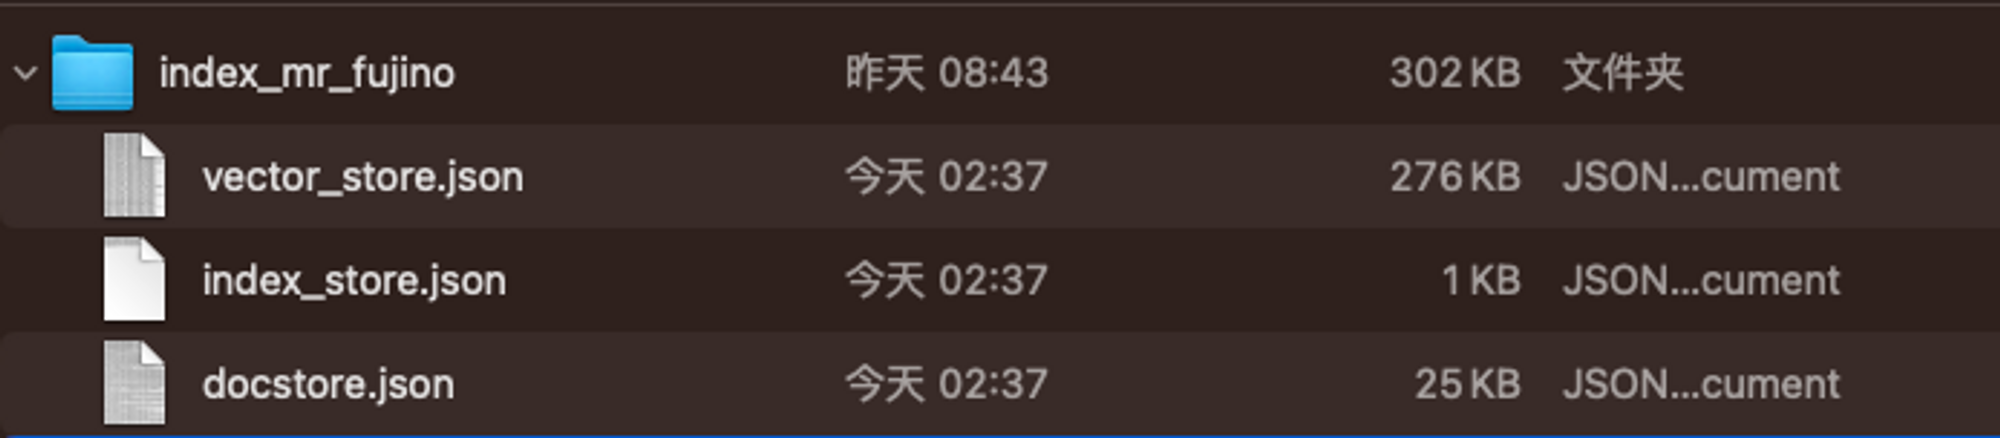 index_mr_fujino 昨天 08:43 302 KB 文件夹
vector_store.json 今天 02:37 276 KB JSON...cument
index_store.json 今天 02:37 1 KB JSON...cument
docstore.json 今天 02:37 25 KB JSON...cument